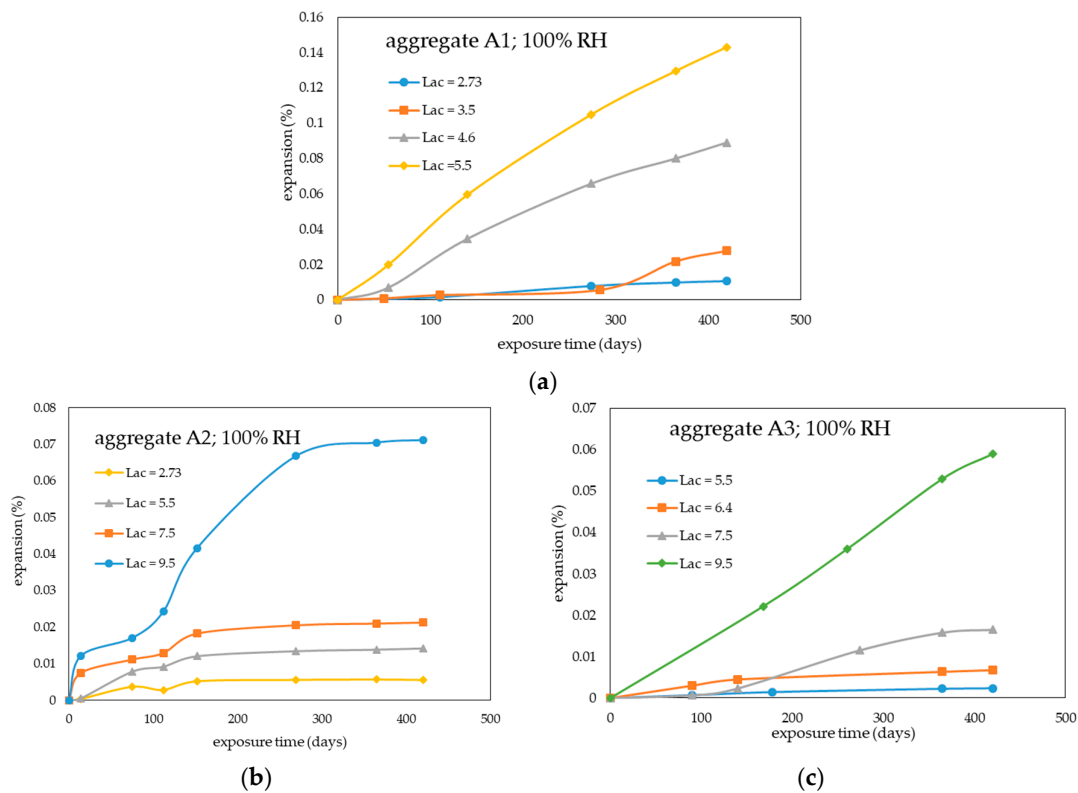 aggregate A1; 100% RH
Lac = 2.73
Lac = 3.5
Lac = 4.6
Lac =5.5
expansion (%)
0.16
0.14
0.12
0.1
0.08
0.06
0.04
0.02
0
0 100 200 300 400 500
exposure time (days)
(a)
aggregate A2; 100% RH
Lac = 2.73
Lac = 5.5
Lac = 7.5
Lac = 9.5
expansion (%)
0.08
0.07
0.06
0.05
0.04
0.03
0.02
0.01
0
0 100 200 300 400 500
exposure time (days)
(b)
aggregate A3; 100% RH
Lac = 5.5
Lac = 6.4
Lac = 7.5
Lac = 9.5
expansion (%)
0.07
0.06
0.05
0.04
0.03
0.02
0.01
0
0 100 200 300 400 500
exposure time (days)
(c)